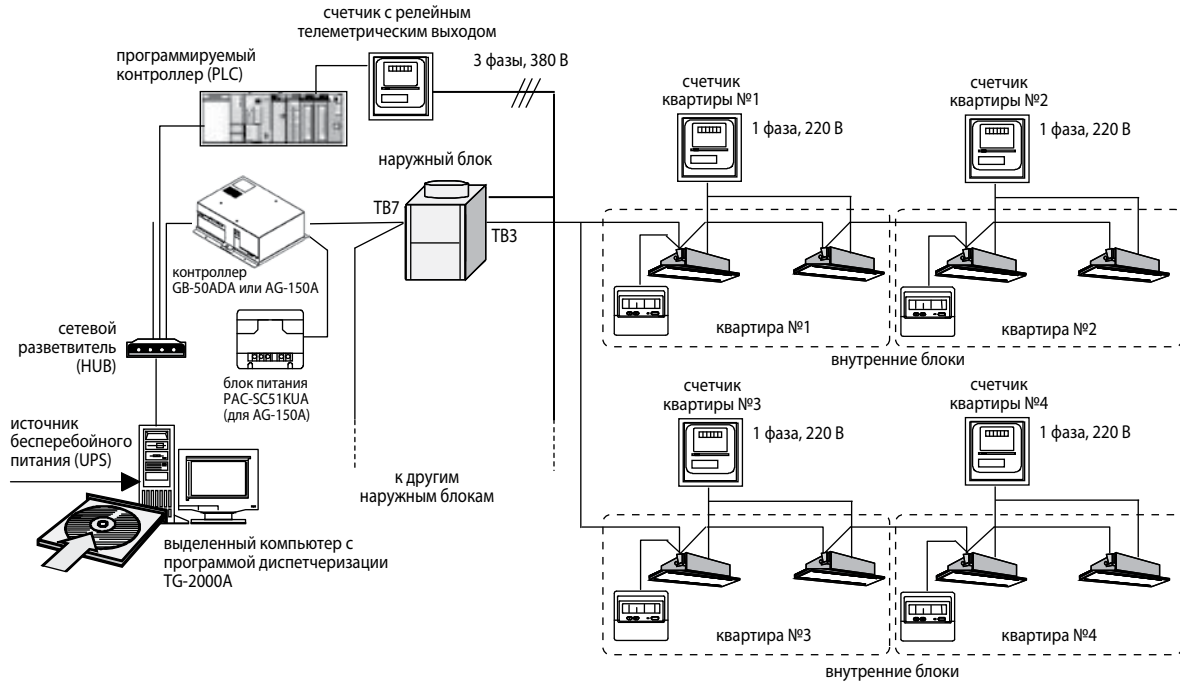 счетчик с релейным
телеметрическим выходом
программируемый
контроллер (PLC)
3 фазы, 380 В
наружный блок
TB7
TB3
контроллер
GB-50ADA или AG-150A
сетевой
разветвитель
(HUB)
блок питания
PAC-SC51KUA
(для AG-150A)
источник
бесперебойного
питания (UPS)
к другим
наружным блокам
выделенный компьютер с
программой диспетчеризации
TG-2000A
счетчик
квартиры №1
1 фаза, 220 В
счетчик
квартиры №2
1 фаза, 220 В
квартира №1
квартира №2
внутренние блоки
счетчик
квартиры №3
1 фаза, 220 В
счетчик
квартиры №4
1 фаза, 220 В
квартира №3
квартира №4
внутренние блоки